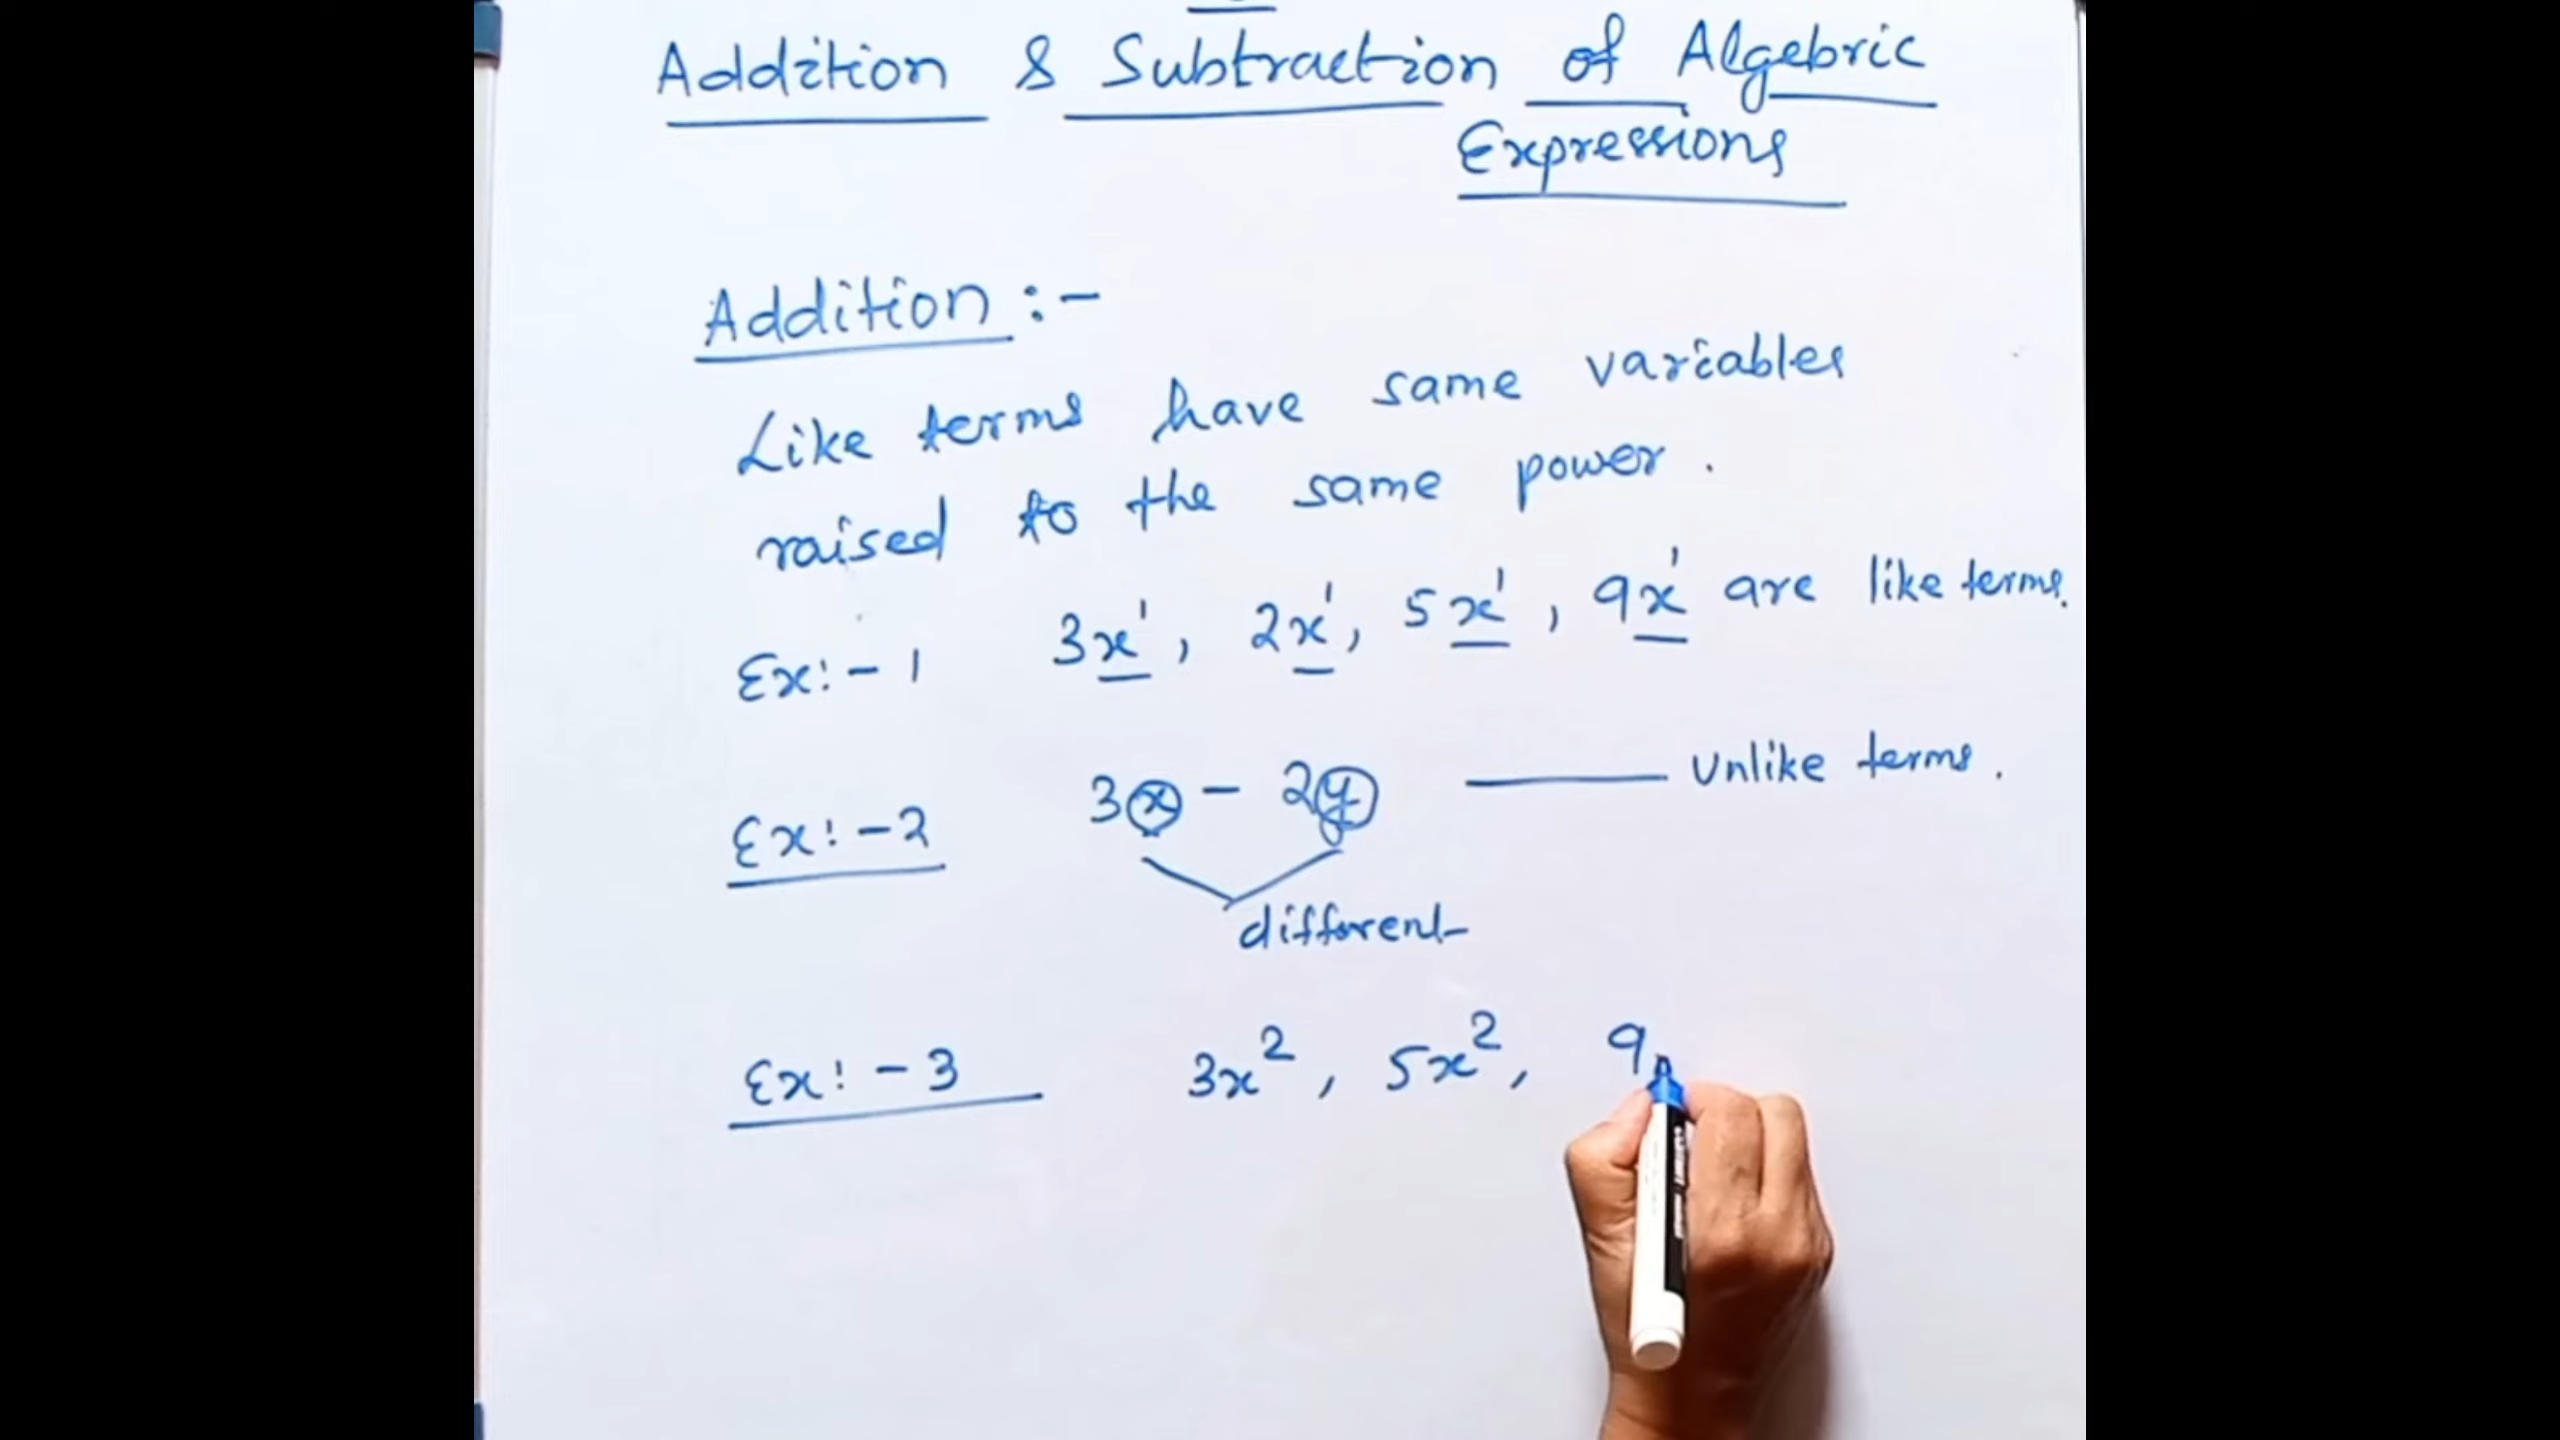 Addition & Subtraction of Algebric
Expressions
Addition :-
Like terms have same variables
raised to the same power.
Ex:- 1 3x¹, 2x¹, 5x¹, 9x¹ are like terms.
Ex:-2 3x - 2y — Unlike terms.
different
Ex:-3 3x², 5x², 9